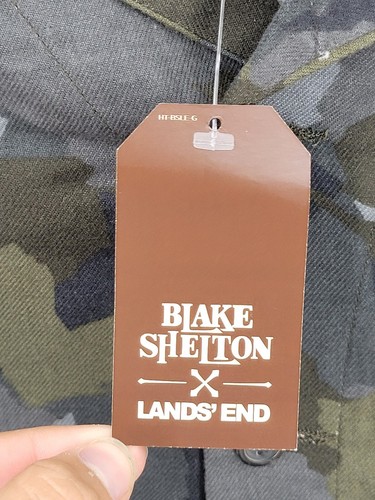 HT-BSLE-G
BLAKE
SHELTON
LANDS' END